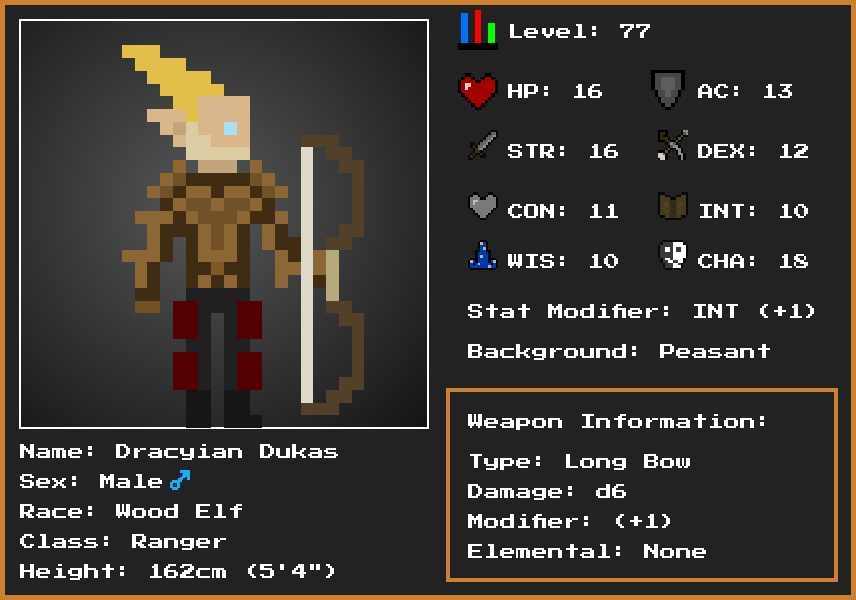 Level: 77
HP: 16
AC: 13
STR: 16
DEX: 12
CON: 11
INT: 10
WIS: 10
CHA: 18
Stat Modifier: INT (+1)
Background: Peasant
Weapon Information:
Type: Long Bow
Damage: d6
Modifier: (+1)
Elemental: None
Name: Dracyian Dukas
Sex: Male♂
Race: Wood Elf
Class: Ranger
Height: 162cm (5'4")